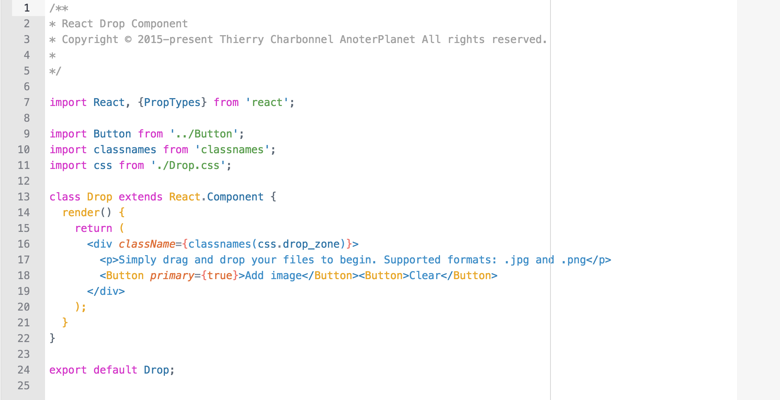 1 /**
2 * React Drop Component
3 * Copyright © 2015-present Thierry Charbonnel AnoterPlanet All rights reserved.
4 *
5 */
6
7 import React, {PropTypes} from 'react';
8
9 import Button from '../Button';
10 import classnames from 'classnames';
11 import css from './Drop.css';
12
13 class Drop extends React.Component {
14 render() {
15 return (
16 <div className={classnames(css.drop_zone)}>
17 <p>Simply drag and drop your files to begin. Supported formats: .jpg and .png</p>
18 <Button primary={true}>Add image</Button><Button>Clear</Button>
19 </div>
20 );
21 }
22 }
23
24 export default Drop;
25